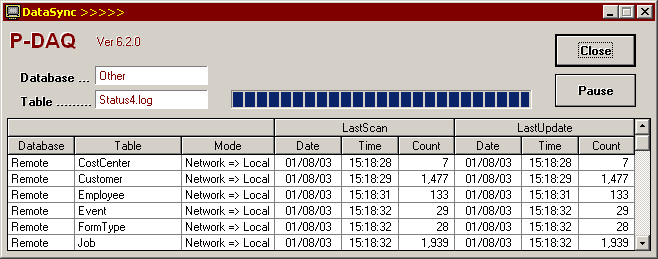 DataSync >>>>>
P-DAQ Ver 6.2.0
Close
Database ... Other
Pause
Table ......... Status4.log
LastScan LastUpdate
Database Table Mode Date Time Count Date Time Count
Remote CostCenter Network => Local 01/08/03 15:18:28 7 01/08/03 15:18:28 7
Remote Customer Network => Local 01/08/03 15:18:29 1,477 01/08/03 15:18:29 1,477
Remote Employee Network => Local 01/08/03 15:18:31 133 01/08/03 15:18:31 133
Remote Event Network => Local 01/08/03 15:18:32 29 01/08/03 15:18:32 29
Remote FormType Network => Local 01/08/03 15:18:32 28 01/08/03 15:18:32 28
Remote Job Network => Local 01/08/03 15:18:32 1,939 01/08/03 15:18:32 1,939